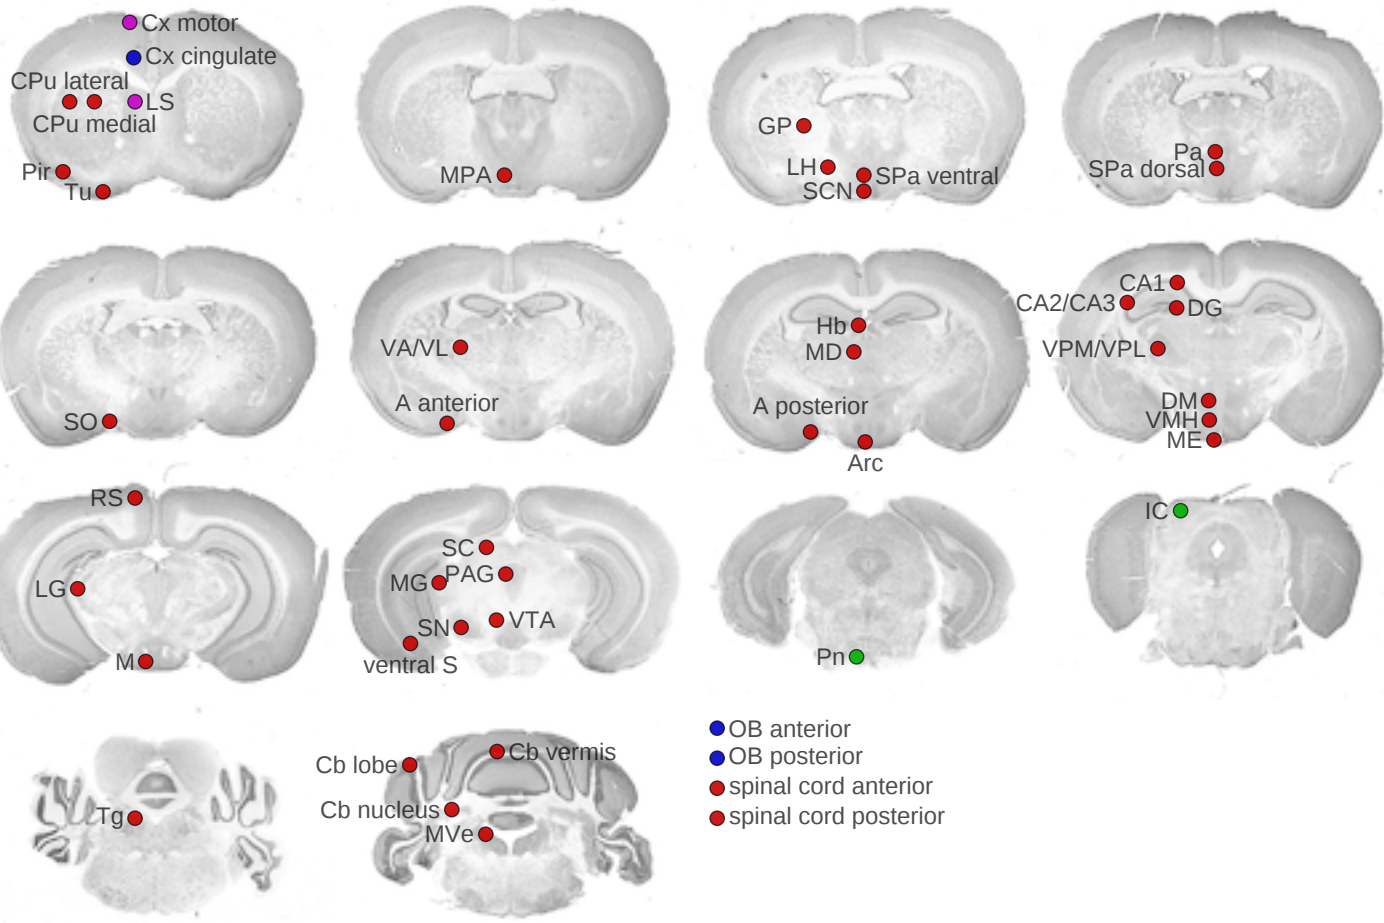 Cx motor
Cx cingulate
CPu lateral
LS
CPu medial
Pir
Tu
MPA
GP
LH
SPa ventral
SCN
Pa
SPa dorsal
SO
VA/VL
A anterior
Hb
MD
A posterior
Arc
CA1
CA2/CA3
DG
VPM/VPL
DM
VMH
ME
RS
LG
M
SC
MG
PAG
SN
VTA
ventral S
Pn
IC
Tg
Cb lobe
Cb vermis
Cb nucleus
MVe
OB anterior
OB posterior
spinal cord anterior
spinal cord posterior